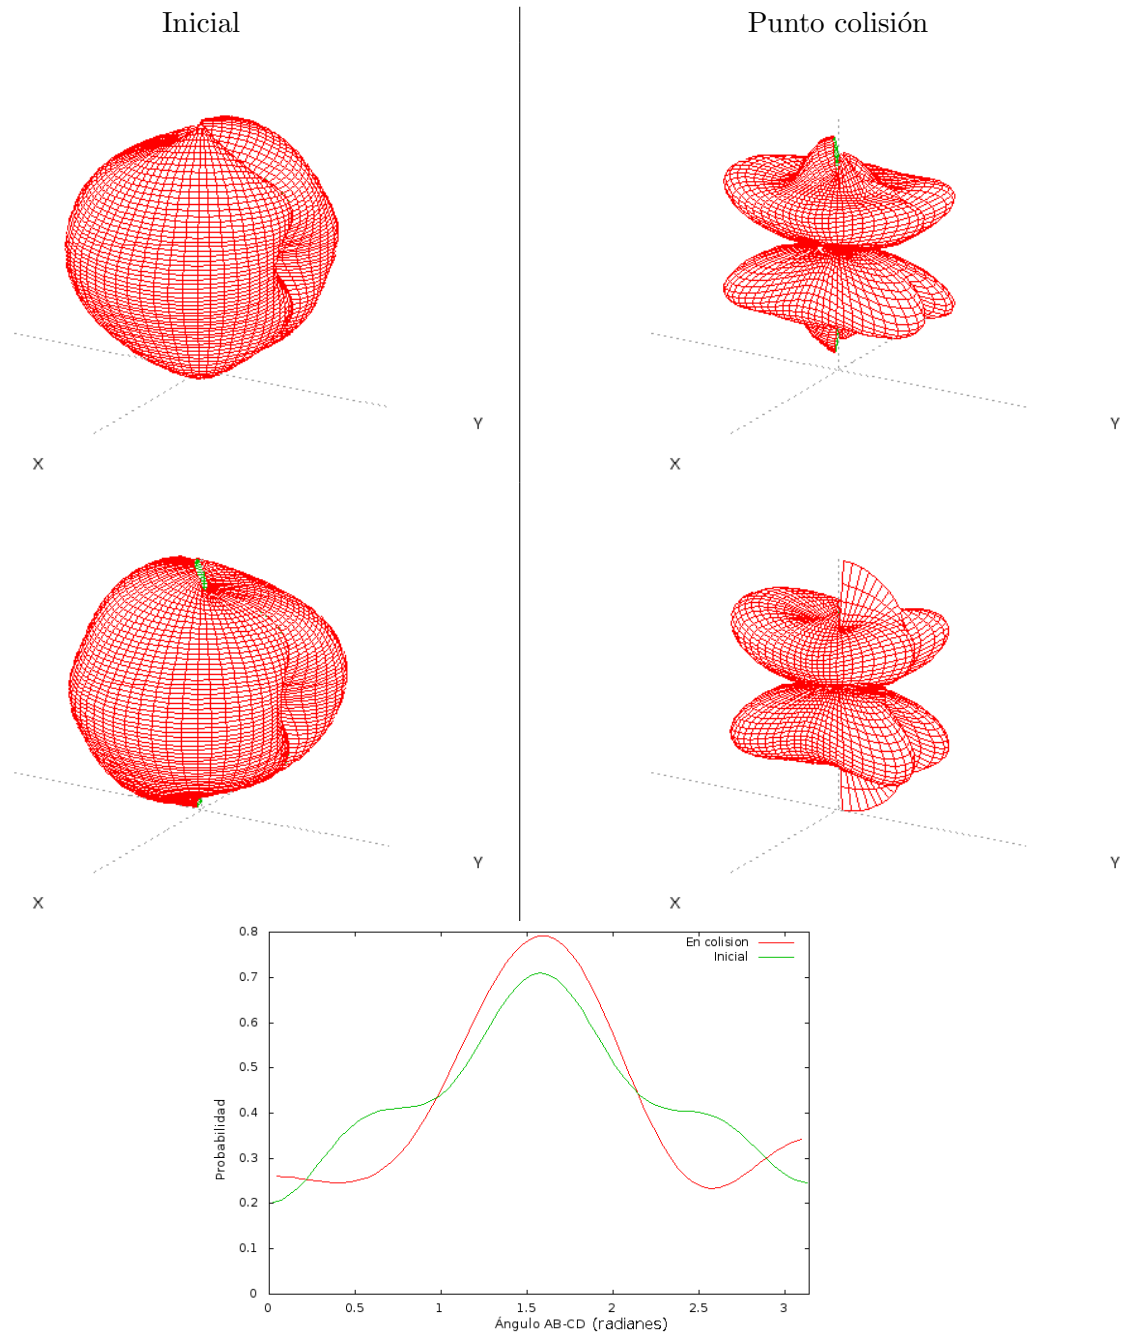 Inicial
Punto colisión
Y
X
Y
X
Y
X
Y
X
0.8
0.7
0.6
0.5
0.4
0.3
0.2
0.1
0
Probabilidad
En colision
Inicial
0 0.5 1 1.5 2 2.5 3
Ángulo AB-CD (radianes)